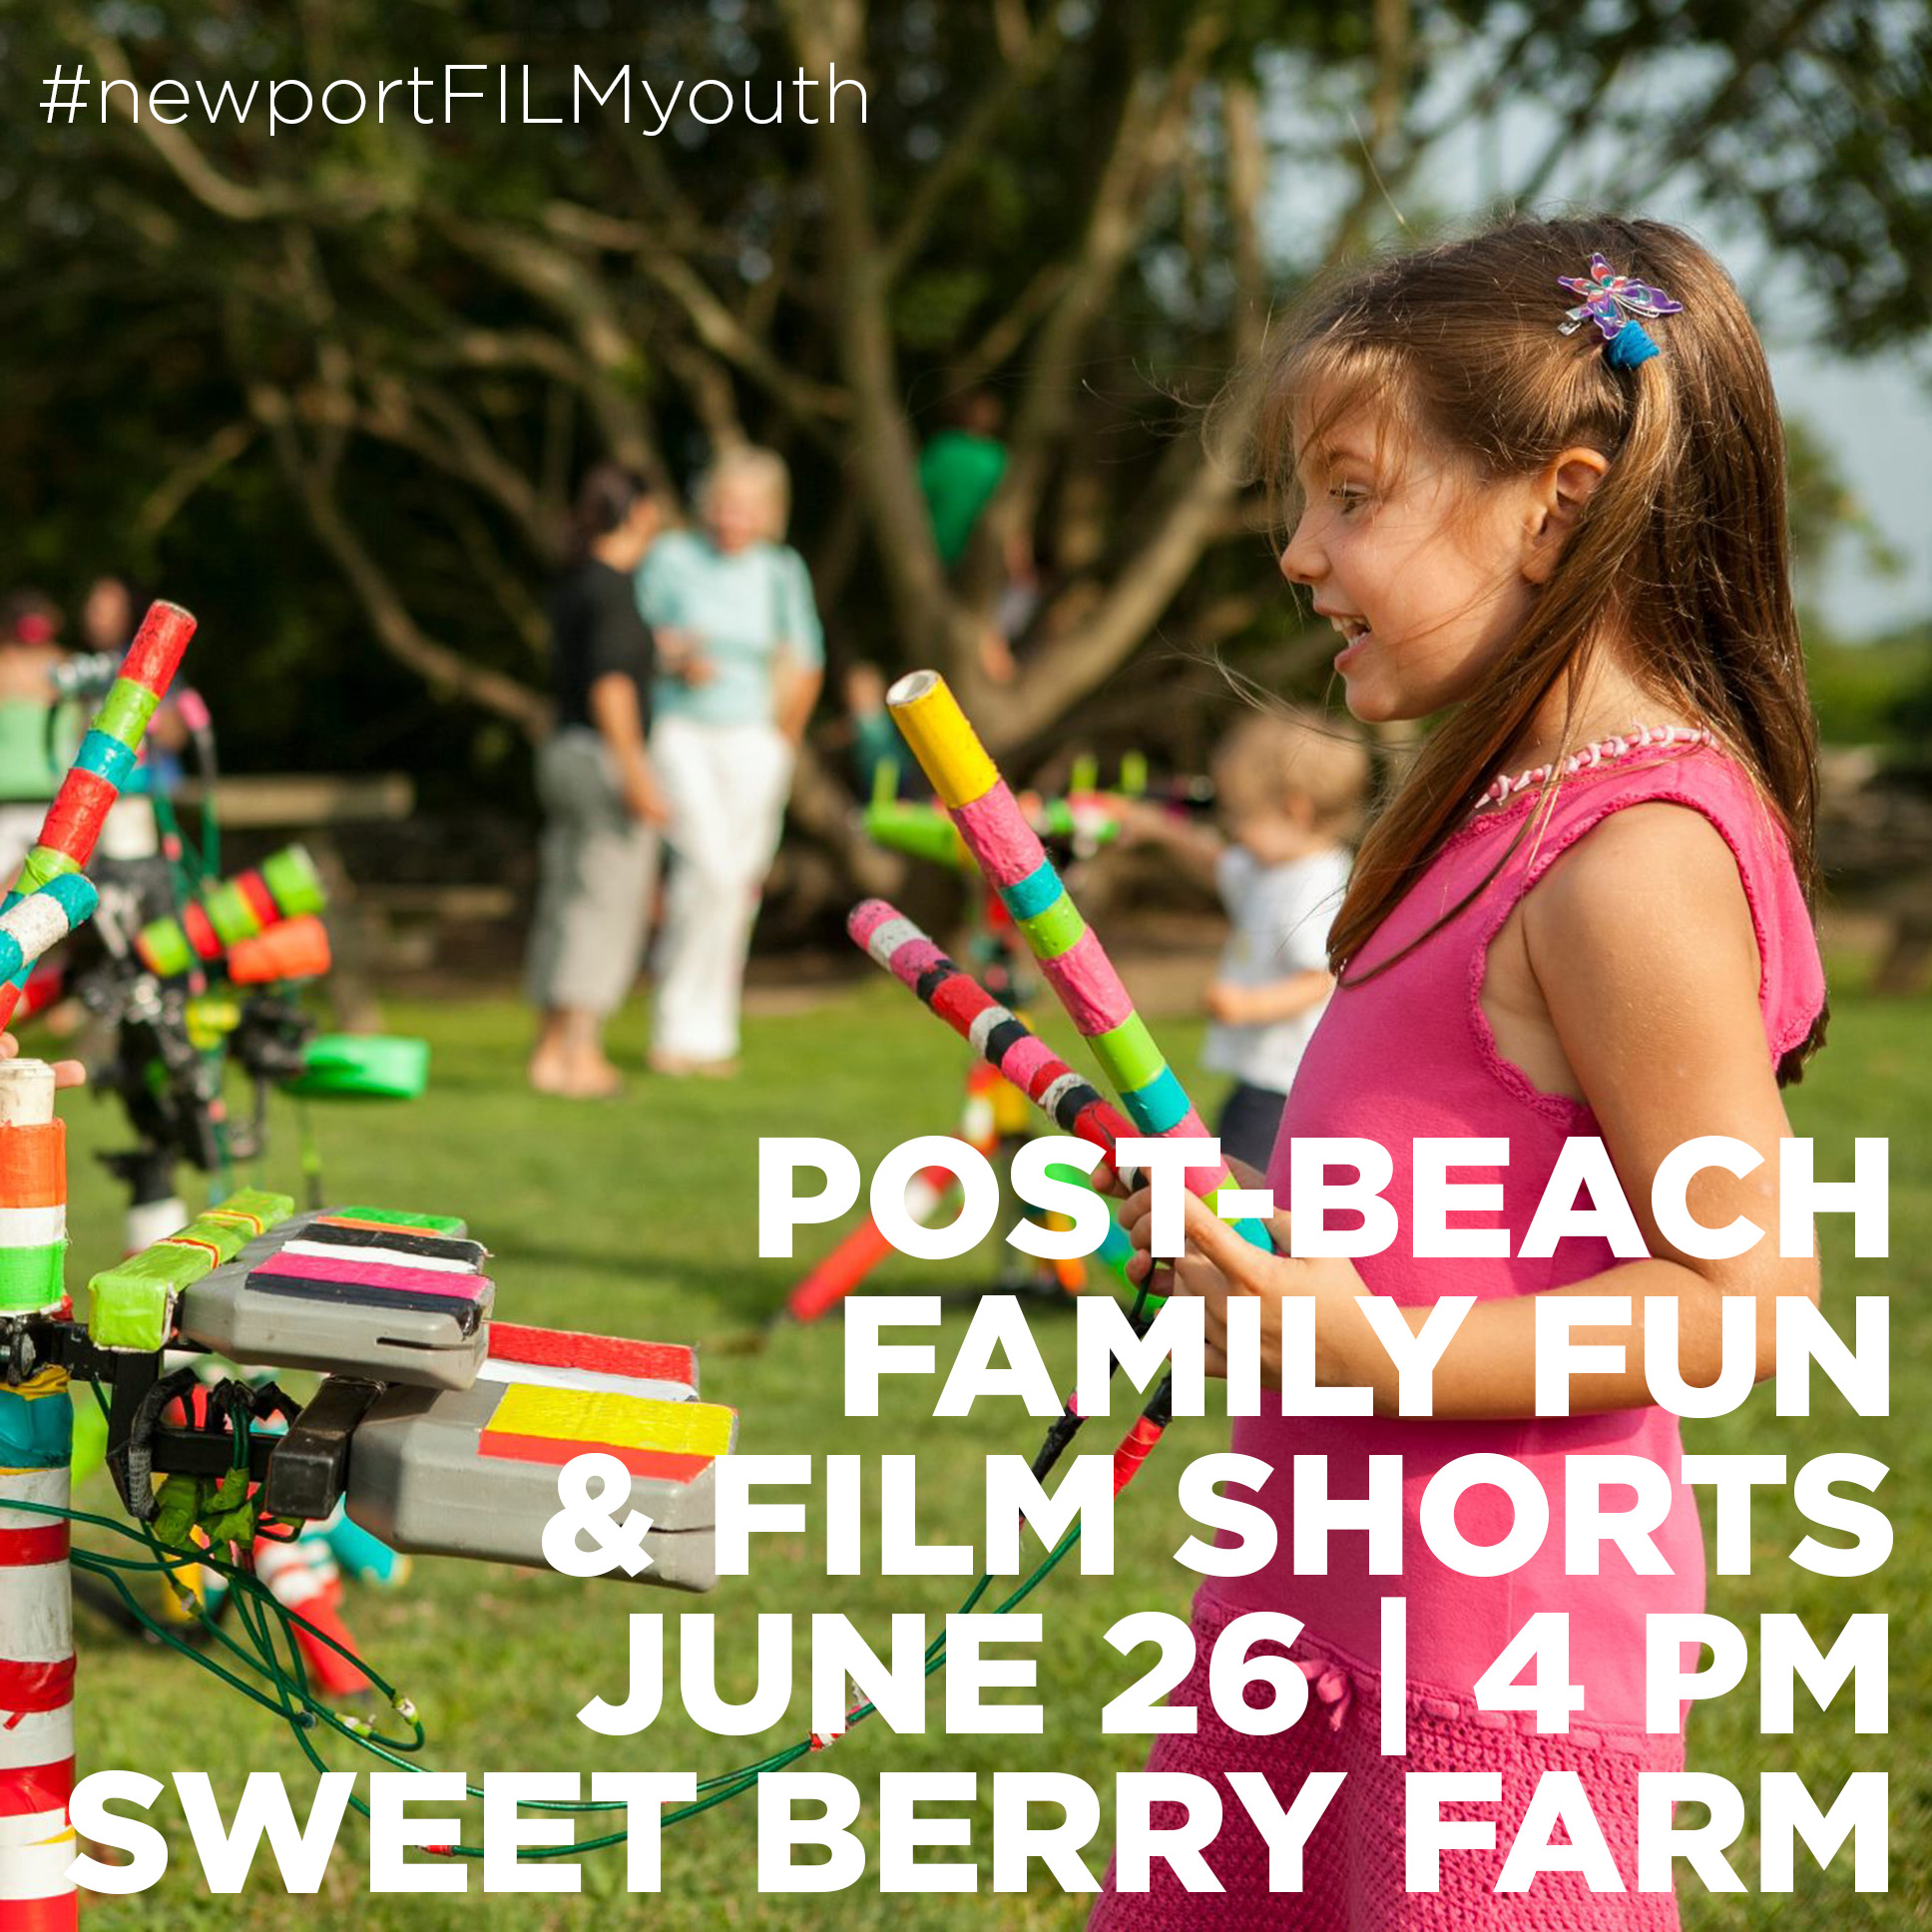 #newportFILMyouth
POST-BEACH
FAMILY FUN
& FILM SHORTS
JUNE 26 | 4 PM
SWEET BERRY FARM